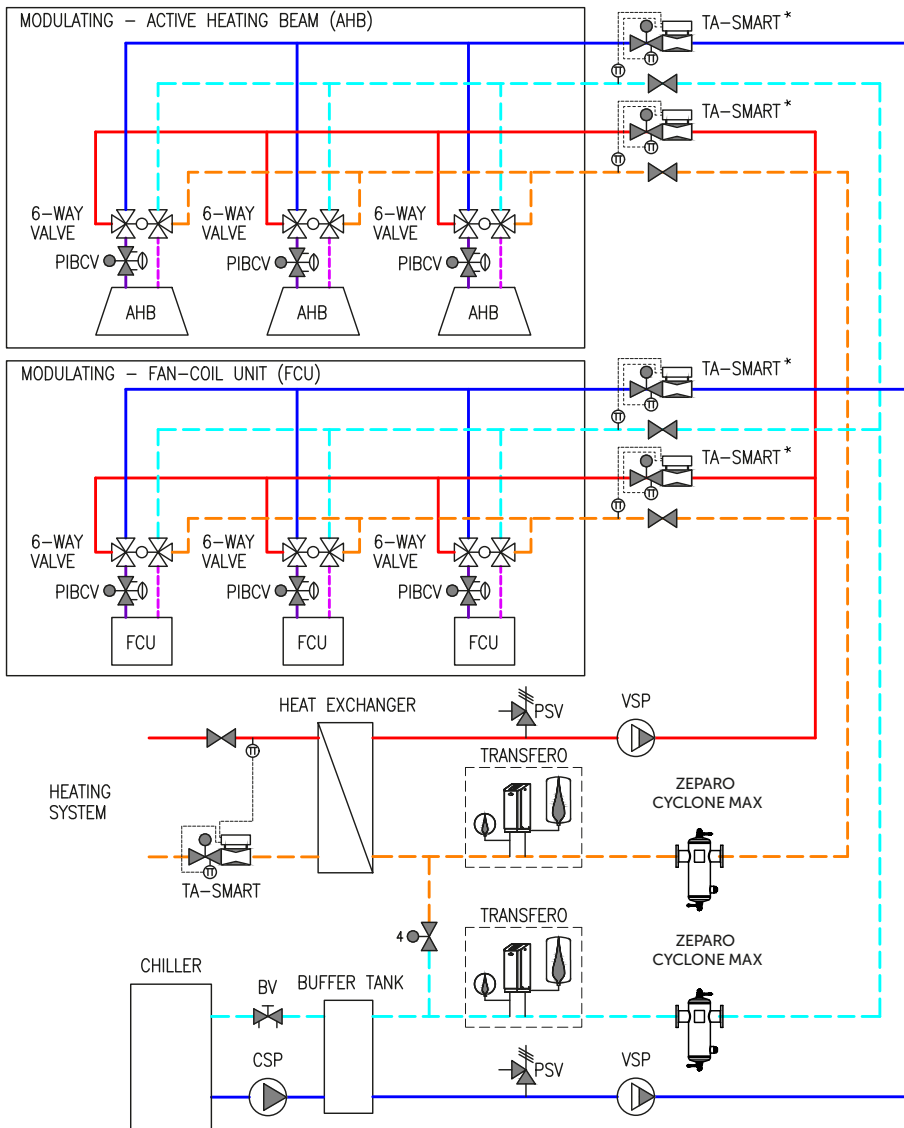 MODULATING – ACTIVE HEATING BEAM (AHB)
TA–SMART *
TA–SMART *
6–WAY
VALVE
6–WAY
VALVE
6–WAY
VALVE
PIBCV
PIBCV
PIBCV
AHB
AHB
AHB
MODULATING – FAN–COIL UNIT (FCU)
TA–SMART *
TA–SMART *
6–WAY
VALVE
6–WAY
VALVE
6–WAY
VALVE
PIBCV
PIBCV
PIBCV
FCU
FCU
FCU
HEAT EXCHANGER
PSV
VSP
TRANSFERO
HEATING
SYSTEM
ZEPARO
CYCLONE MAX
TA–SMART
TRANSFERO
4
ZEPARO
CYCLONE MAX
CHILLER
BV
BUFFER TANK
CSP
PSV
VSP